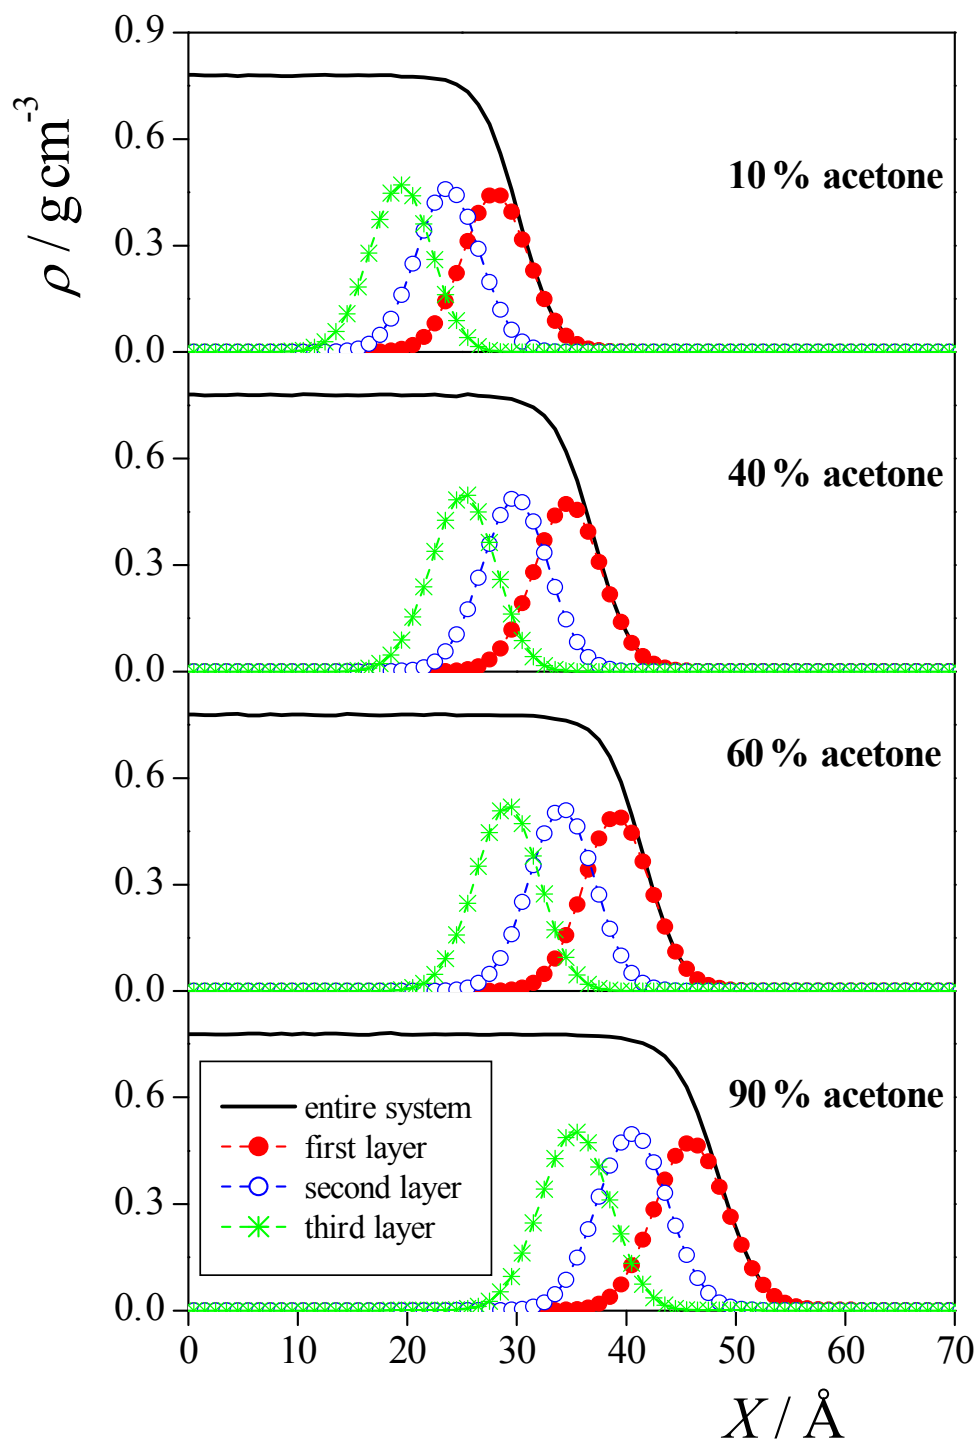 ρ / g cm-3
0.9
0.6
0.3
0.0
10 % acetone
0.6
0.3
0.0
40 % acetone
0.6
0.3
0.0
60 % acetone
0.6
0.3
0.0
90 % acetone
entire system
first layer
second layer
third layer
0 10 20 30 40 50 60 70
X / Å